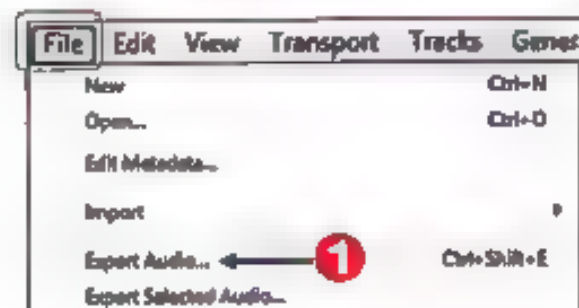 File Edit View Transport Tracks
New Ctrl+N
Open... Ctrl+O
Edit Metadata...
Import
Export Audio... 1 Ctrl+Shift+E
Export Selected Audio...